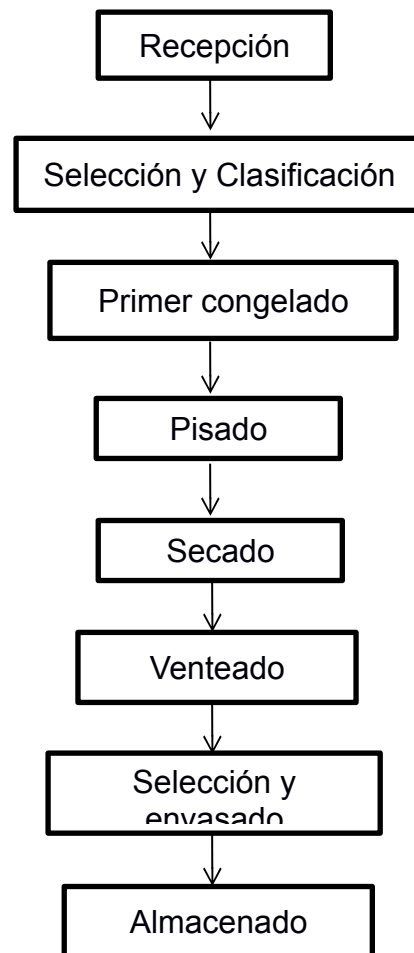 Recepción
Selección y Clasificación
Primer congelado
Pisado
Secado
Venteado
Selección y
envasado
Almacenado